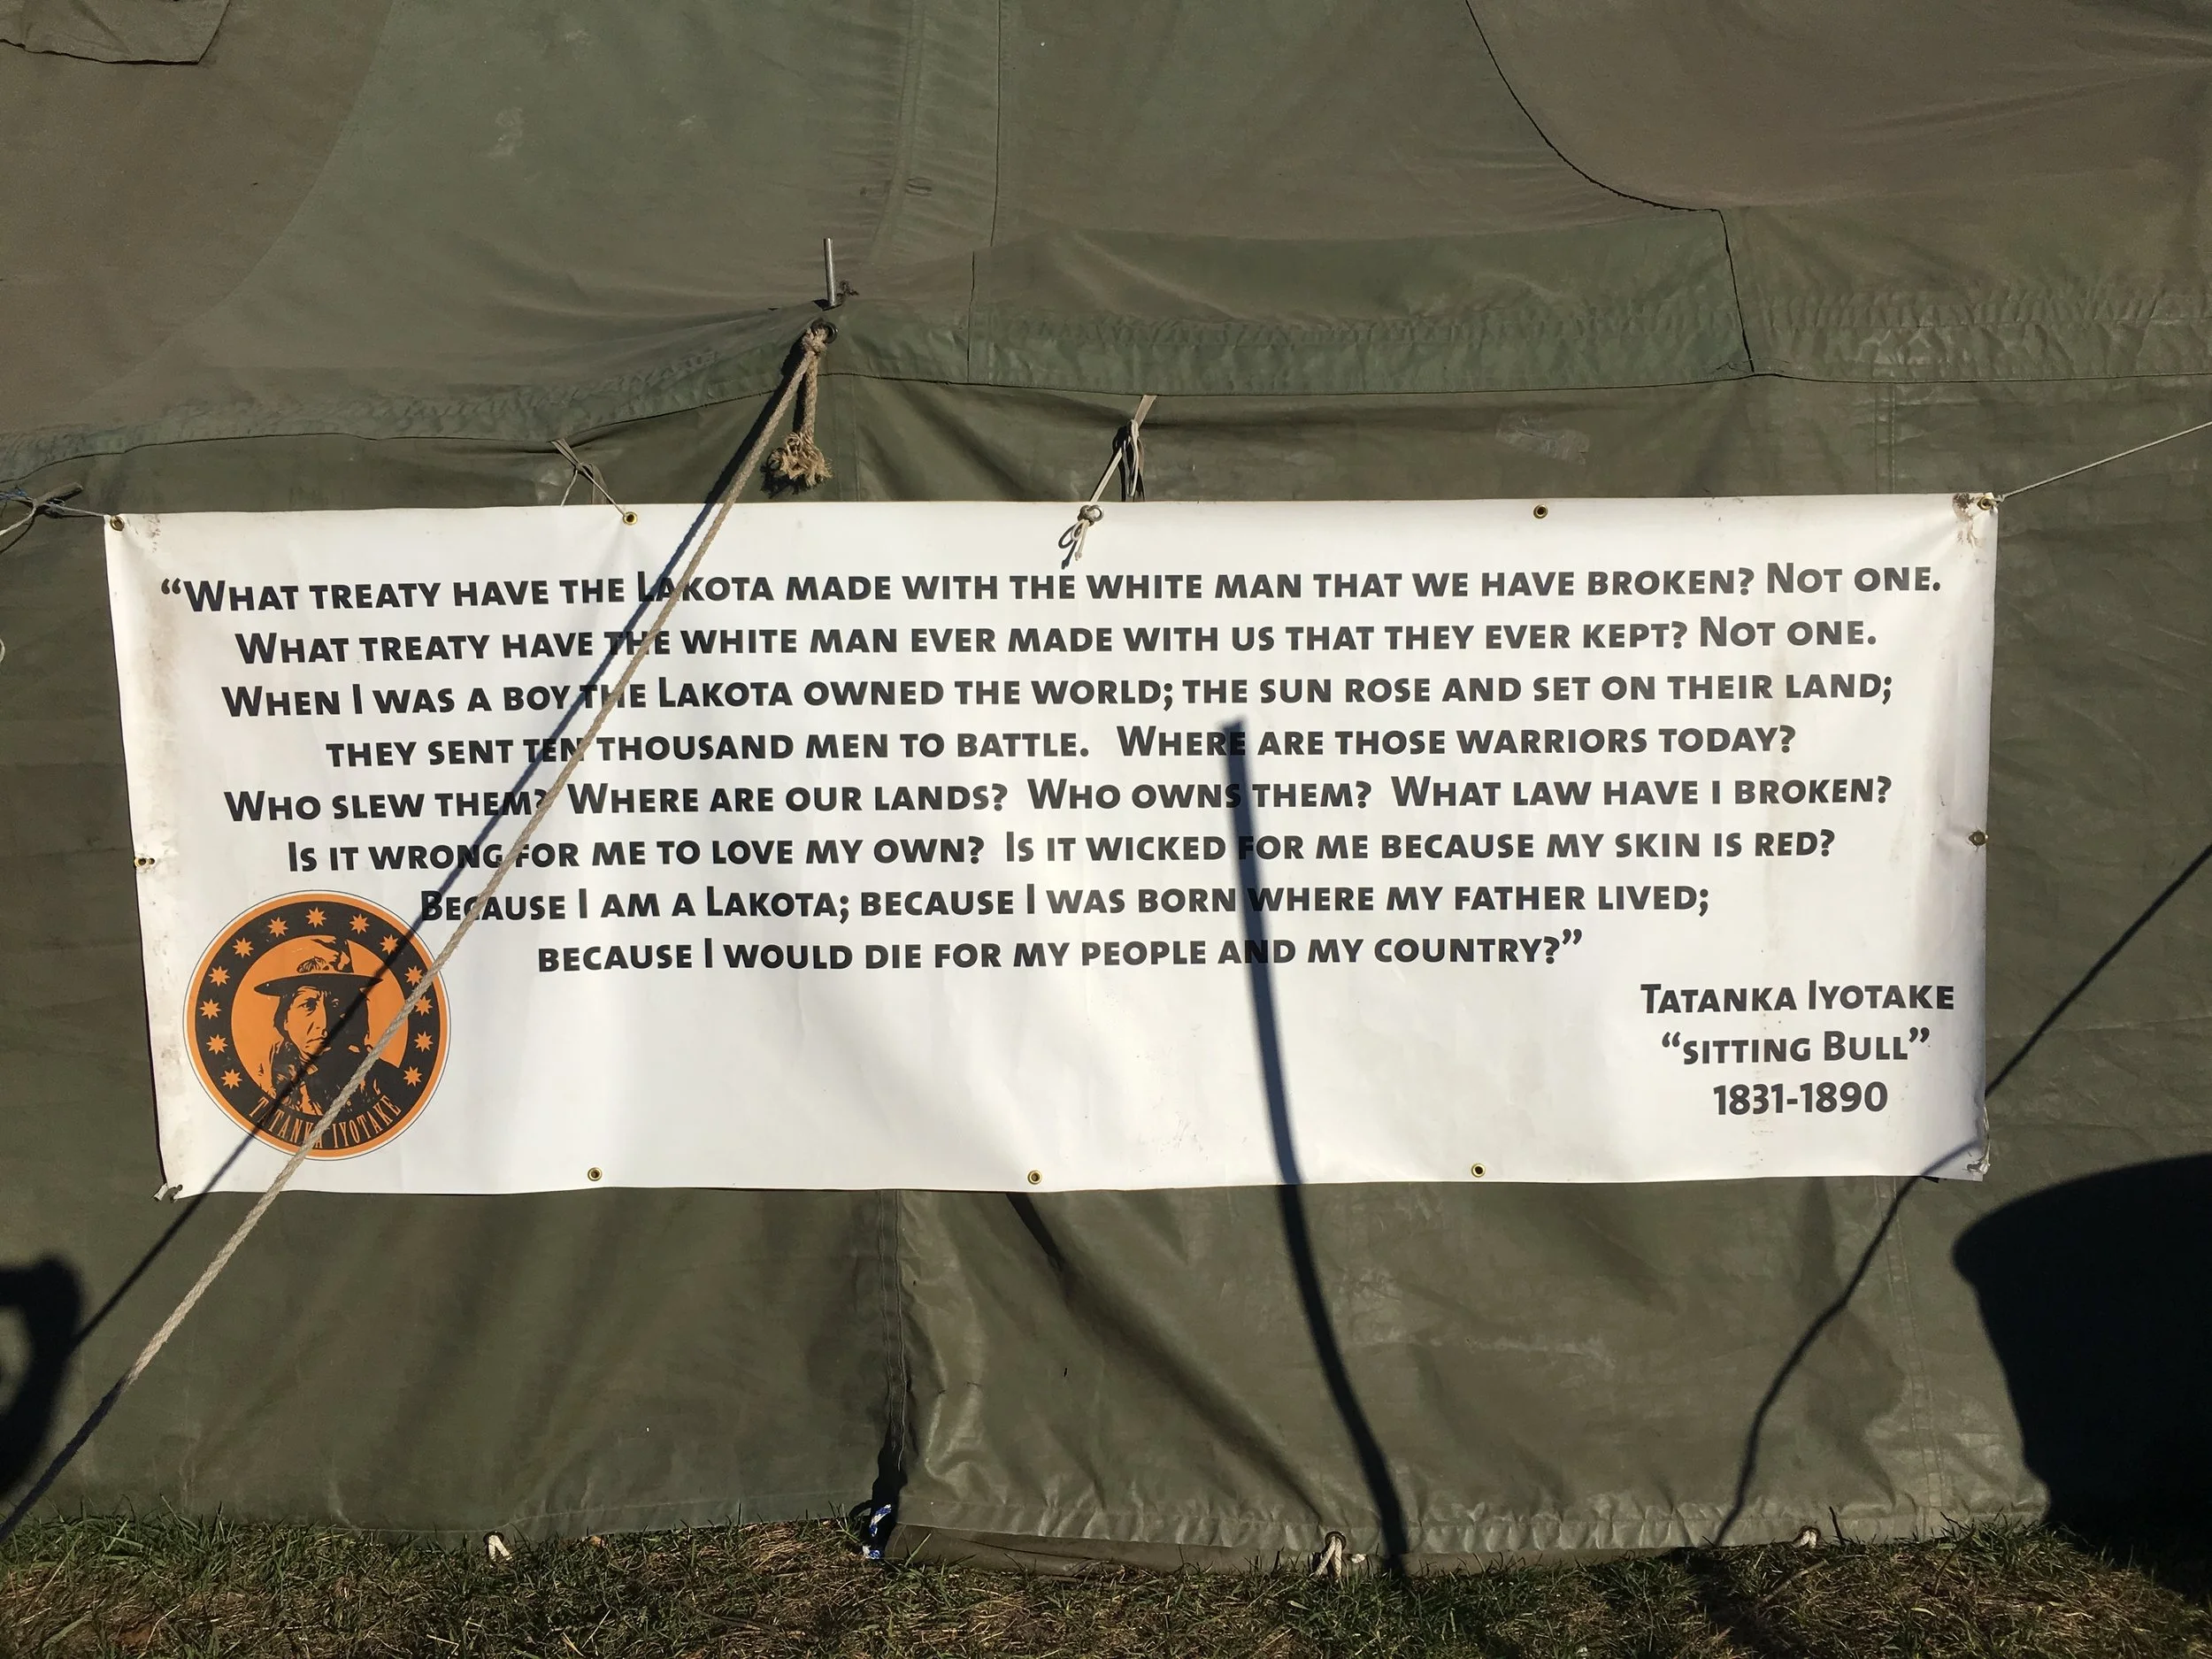 “What treaty have the Lakota made with the white man that we have broken? Not one.
What treaty have the white man ever made with us that they ever kept? Not one.
When I was a boy the Lakota owned the world; the sun rose and set on their land;
they sent ten thousand men to battle. Where are those warriors today?
Who slew them? Where are our lands? Who owns them? What law have I broken?
Is it wrong for me to love my own? Is it wicked for me because my skin is red?
Because I am a Lakota; because I was born where my father lived;
because I would die for my people and my country?”
Tatanka Iyotake
“sitting Bull”
1831-1890
TATANKA IYOTAKE